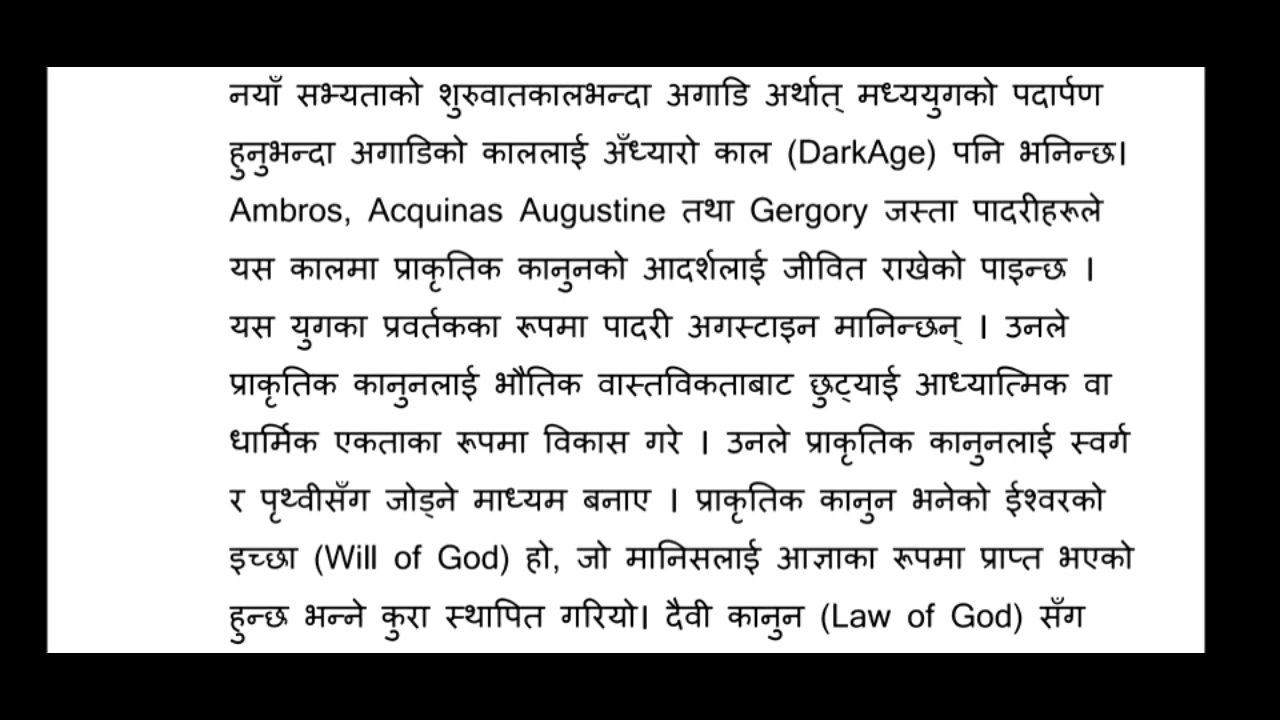 नयाँ सभ्यताको शुरुवातकालभन्दा अगाडि अर्थात् मध्ययुगको पदार्पण
हुनुभन्दा अगाडिको काललाई अँध्यारो काल (DarkAge) पनि भनिन्छ।
Ambros, Acquinas Augustine तथा Gergory जस्ता पादरीहरूले
यस कालमा प्राकृतिक कानुनको आदर्शलाई जीवित राखेको पाइन्छ ।
यस युगका प्रवर्तकका रूपमा पादरी अगस्टाइन मानिन्छन् । उनले
प्राकृतिक कानुनलाई भौतिक वास्तविकताबाट छुट्याई आध्यात्मिक वा
धार्मिक एकताका रूपमा विकास गरे । उनले प्राकृतिक कानुनलाई स्वर्ग
र पृथ्वीसँग जोड्ने माध्यम बनाए । प्राकृतिक कानुन भनेको ईश्वरको
इच्छा (Will of God) हो, जो मानिसलाई आज्ञाका रूपमा प्राप्त भएको
हुन्छ भन्ने कुरा स्थापित गरियो। दैवी कानुन (Law of God) सँग